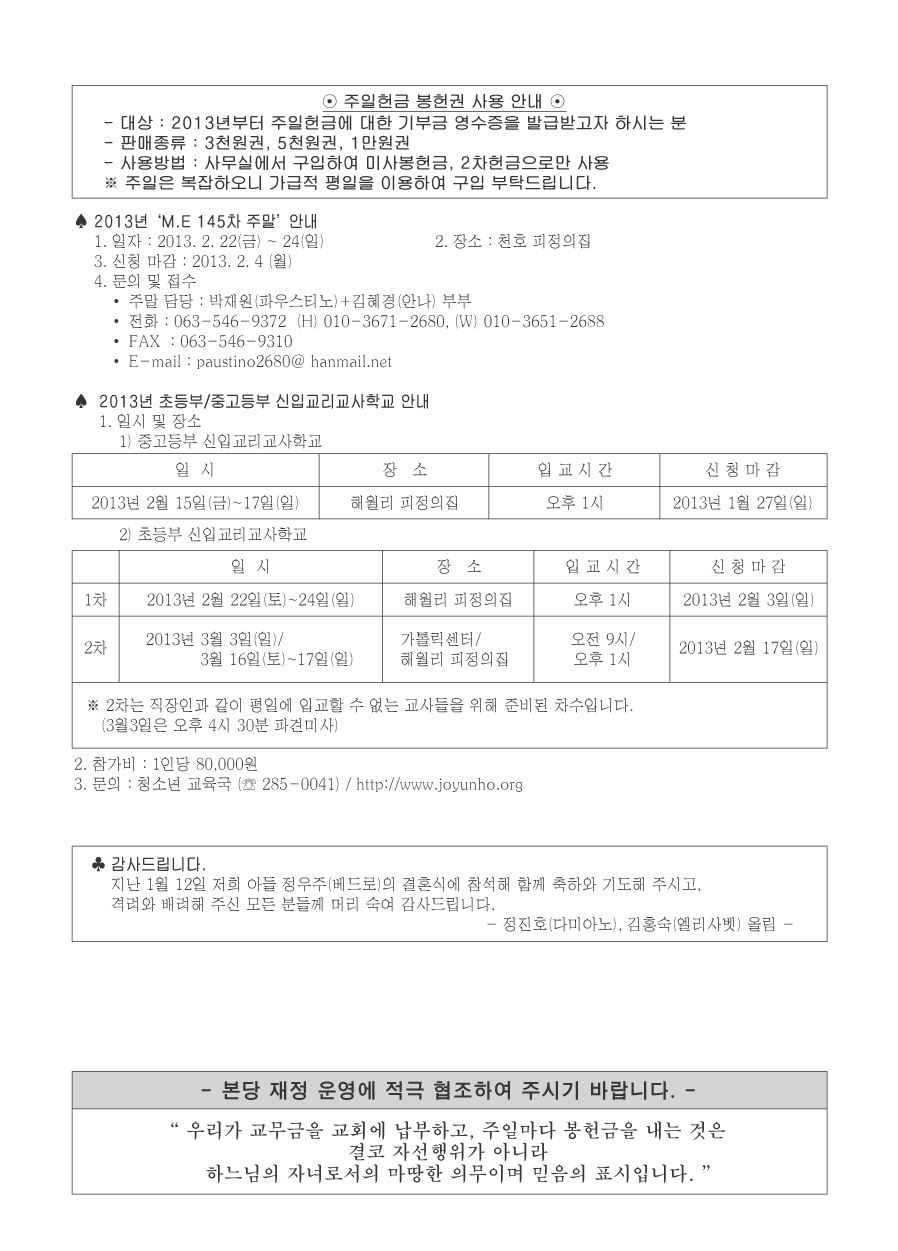 ⊙ 주일헌금 봉헌권 사용 안내 ⊙
- 대상 : 2013년부터 주일헌금에 대한 기부금 영수증을 발급받고자 하시는 분
- 판매종류 : 3천원권, 5천원권, 1만원권
- 사용방법 : 사무실에서 구입하여 미사봉헌금, 2차헌금으로만 사용
※ 주일은 복잡하오니 가급적 평일을 이용하여 구입 부탁드립니다.
♠ 2013년 ‘M.E 145차 주말’ 안내
1. 일자 : 2013. 2. 22(금) ~ 24(일) 2. 장소 : 천호 피정의집
3. 신청 마감 : 2013. 2. 4 (월)
4. 문의 및 접수
• 주말 담당 : 박재원(파우스티노)+김혜경(안나) 부부
• 전화 : 063-546-9372 (H) 010-3671-2680, (W) 010-3651-2688
• FAX : 063-546-9310
• E-mail : paustino2680@ hanmail.net
♠ 2013년 초등부/중고등부 신입교리교사학교 안내
1. 일시 및 장소
1) 중고등부 신입교리교사학교
일 시 장 소 입 교 시 간 신 청 마 감
2013년 2월 15일(금)~17일(일) 해월리 피정의집 오후 1시 2013년 1월 27일(일)
2) 초등부 신입교리교사학교
일 시 장 소 입 교 시 간 신 청 마 감
1차 2013년 2월 22일(토)~24일(일) 해월리 피정의집 오후 1시 2013년 2월 3일(일)
2차 2013년 3월 3일(일)/ 가톨릭센터/ 오전 9시/ 2013년 2월 17일(일)
3월 16일(토)~17일(일) 해월리 피정의집 오후 1시
※ 2차는 직장인과 같이 평일에 입교할 수 없는 교사들을 위해 준비된 차수입니다.
(3월3일은 오후 4시 30분 파견미사)
2. 참가비 : 1인당 80,000원
3. 문의 : 청소년 교육국 (☏ 285-0041) / http://www.joyunho.org
♣ 감사드립니다.
지난 1월 12일 저희 아들 정우주(베드로)의 결혼식에 참석해 함께 축하와 기도해 주시고,
격려와 배려해 주신 모든 분들께 머리 숙여 감사드립니다.
- 정진호(다미아노), 김홍숙(엘리사벳) 올림 -
- 본당 재정 운영에 적극 협조하여 주시기 바랍니다. -
“ 우리가 교무금을 교회에 납부하고, 주일마다 봉헌금을 내는 것은
결코 자선행위가 아니라
하느님의 자녀로서의 마땅한 의무이며 믿음의 표시입니다. ”